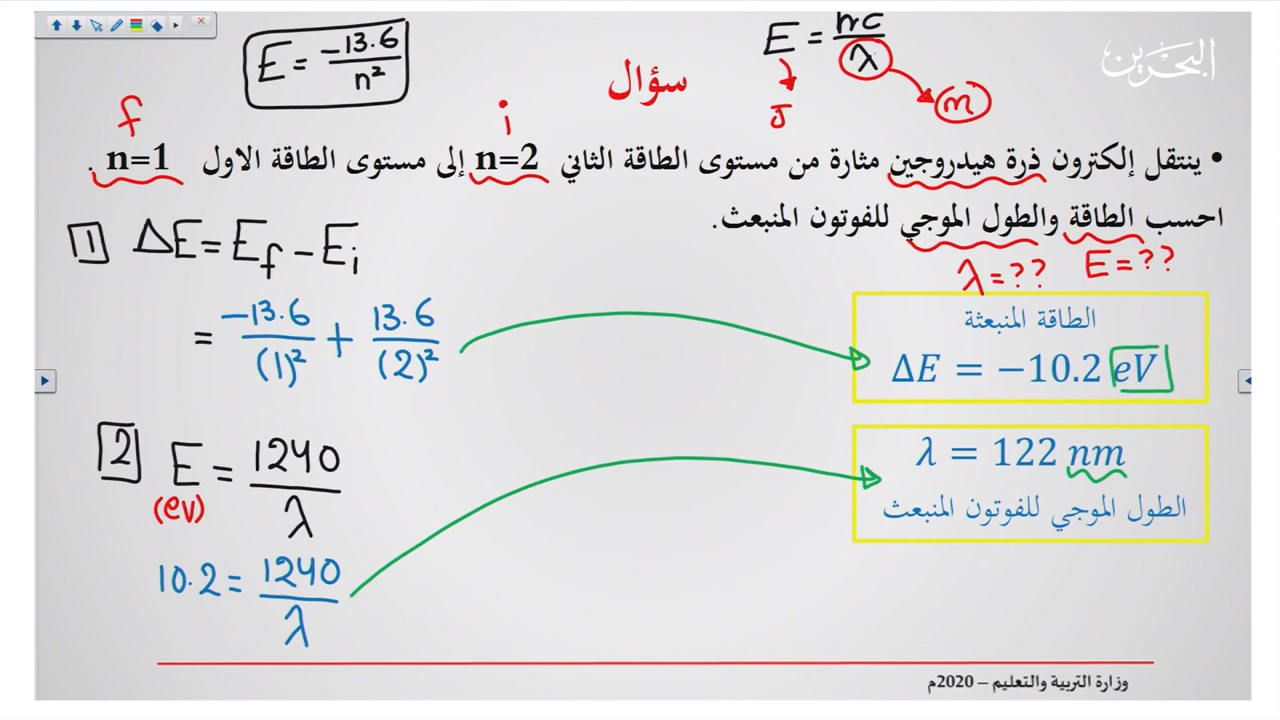 البحرين
E = -13.6 / n²
E = hc / λ
J
m
سؤال
f
i
• ينتقل إلكترون ذرة هيدروجين مثارة من مستوى الطاقة الثاني n=2 إلى مستوى الطاقة الاول n=1 .
احسب الطاقة والطول الموجي للفوتون المنبعث.
λ = ??
E = ??
1 ΔE = Ef - Ei
= -13.6 / (1)² + 13.6 / (2)²
الطاقة المنبعثة
ΔE = −10.2 eV
2 E = 1240 / λ
(ev)
10.2 = 1240 / λ
λ = 122 nm
الطول الموجي للفوتون المنبعث
وزارة التربية والتعليم – 2020م